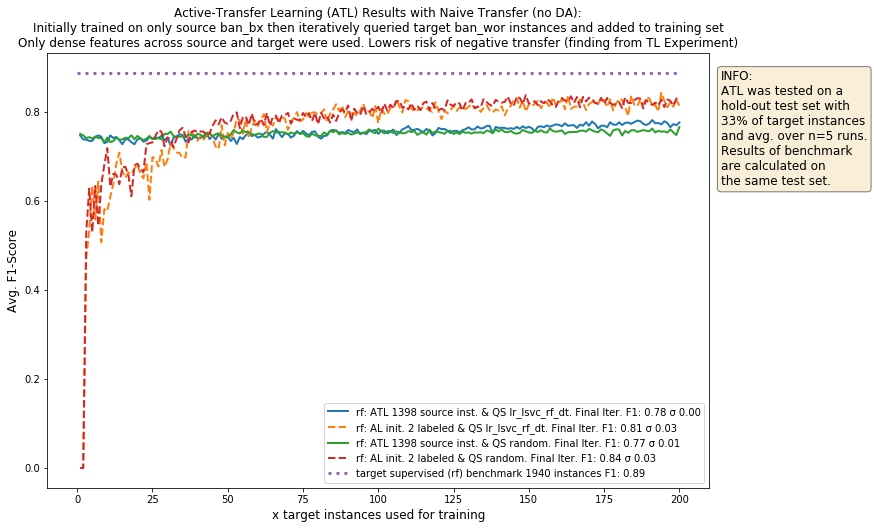 Active-Transfer Learning (ATL) Results with Naive Transfer (no DA):
Initially trained on only source ban_bx then iteratively queried target ban_wor instances and added to training set
Only dense features across source and target were used. Lowers risk of negative transfer (finding from TL Experiment)
INFO:
ATL was tested on a
hold-out test set with
33% of target instances
and avg. over n=5 runs.
Results of benchmark
are calculated on
the same test set.
Avg. F1-Score
0.8
0.6
0.4
0.2
0.0
rf: ATL 1398 source inst. & QS lr_lsvc_rf_dt. Final Iter. F1: 0.78 σ 0.00
rf: AL init. 2 labeled & QS lr_lsvc_rf_dt. Final Iter. F1: 0.81 σ 0.03
rf: ATL 1398 source inst. & QS random. Final Iter. F1: 0.77 σ 0.01
rf: AL init. 2 labeled & QS random. Final Iter. F1: 0.84 σ 0.03
target supervised (rf) benchmark 1940 instances F1: 0.89
0 25 50 75 100 125 150 175 200
x target instances used for training